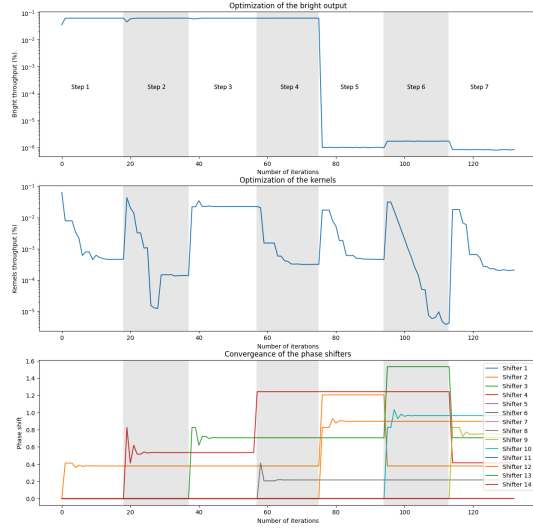 Optimization of the bright output
Bright throughput (%)
10⁻¹
10⁻²
10⁻³
10⁻⁴
10⁻⁵
10⁻⁶
Step 1
Step 2
Step 3
Step 4
Step 5
Step 6
Step 7
0
20
40
60
80
100
120
Number of iterations
Optimization of the kernels
Kernels throughput (%)
10⁻¹
10⁻²
10⁻³
10⁻⁴
10⁻⁵
0
20
40
60
80
100
120
Number of iterations
Convergeance of the phase shifters
Phase shift
1.6
1.4
1.2
1.0
0.8
0.6
0.4
0.2
0.0
Shifter 1
Shifter 2
Shifter 3
Shifter 4
Shifter 5
Shifter 6
Shifter 7
Shifter 8
Shifter 9
Shifter 10
Shifter 11
Shifter 12
Shifter 13
Shifter 14
0
20
40
60
80
100
120
Number of iterations